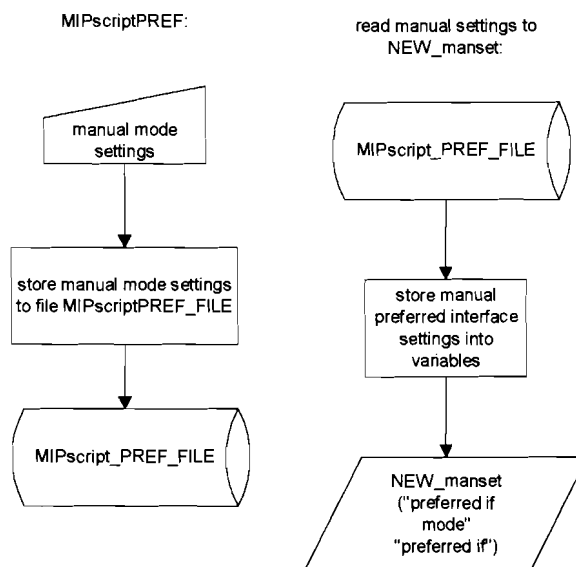 MIPscriptPREF:
manual mode
settings
store manual mode settings
to file MIPscriptPREF_FILE
MIPscript_PREF_FILE
read manual settings to
NEW_manset:
MIPscript_PREF_FILE
store manual
preferred interface
settings into
variables
NEW_manset
("preferred if
mode"
"preferred if")